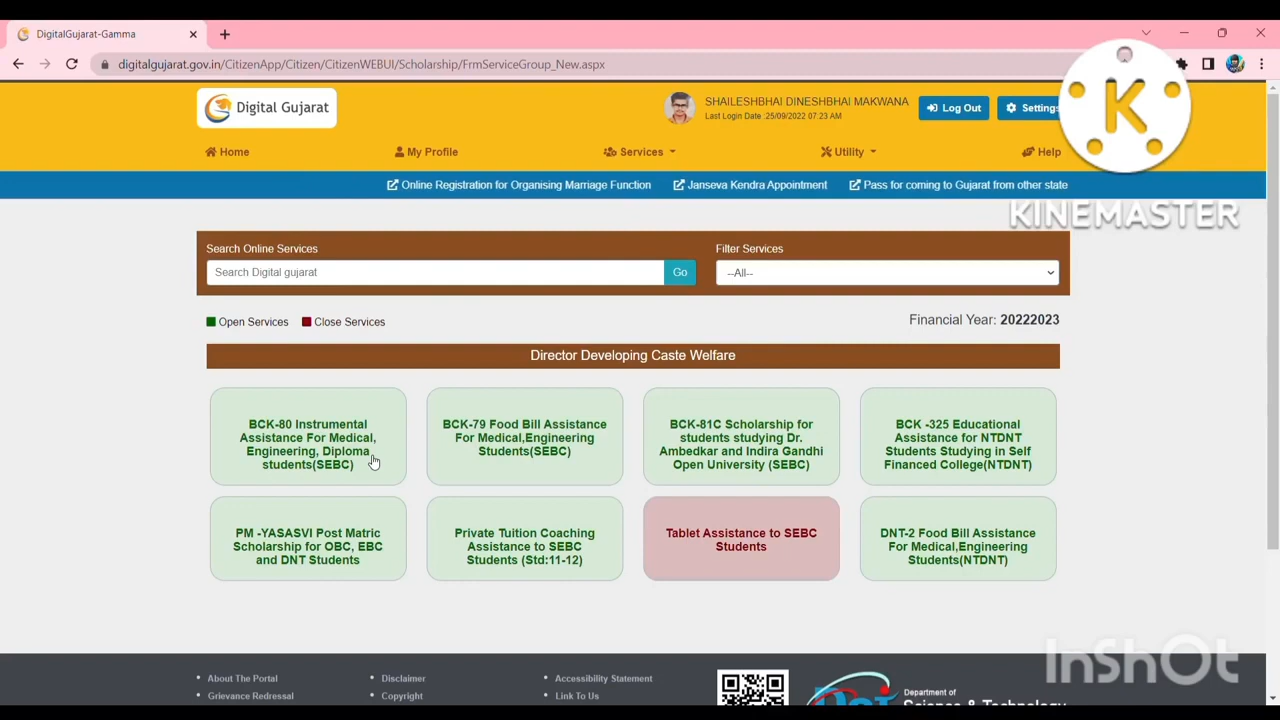 DigitalGujarat-Gamma
digitalgujarat.gov.in/CitizenApp/Citizen/CitizenWEBUI/Scholarship/FrmServiceGroup_New.aspx
Digital Gujarat
SHAILESHBHAI DINESHBHAI MAKWANA
Last Login Date :25/09/2022 07:23 AM
Log Out
Settings
K
KINEMASTER
Home
My Profile
Services
Utility
Help
Online Registration for Organising Marriage Function
Janseva Kendra Appointment
Pass for coming to Gujarat from other state
Search Online Services
Filter Services
Search Digital gujarat
Go
--All--
Open Services
Close Services
Financial Year: 20222023
Director Developing Caste Welfare
BCK-80 Instrumental
Assistance For Medical,
Engineering, Diploma
students(SEBC)
BCK-79 Food Bill Assistance
For Medical,Engineering
Students(SEBC)
BCK-81C Scholarship for
students studying Dr.
Ambedkar and Indira Gandhi
Open University (SEBC)
BCK -325 Educational
Assistance for NTDNT
Students Studying in Self
Financed College(NTDNT)
PM -YASASVI Post Matric
Scholarship for OBC, EBC
and DNT Students
Private Tuition Coaching
Assistance to SEBC
Students (Std:11-12)
Tablet Assistance to SEBC
Students
DNT-2 Food Bill Assistance
For Medical,Engineering
Students(NTDNT)
InShOt
About The Portal
Grievance Redressal
Disclaimer
Copyright
Accessibility Statement
Link To Us
Department of
Science & Technology